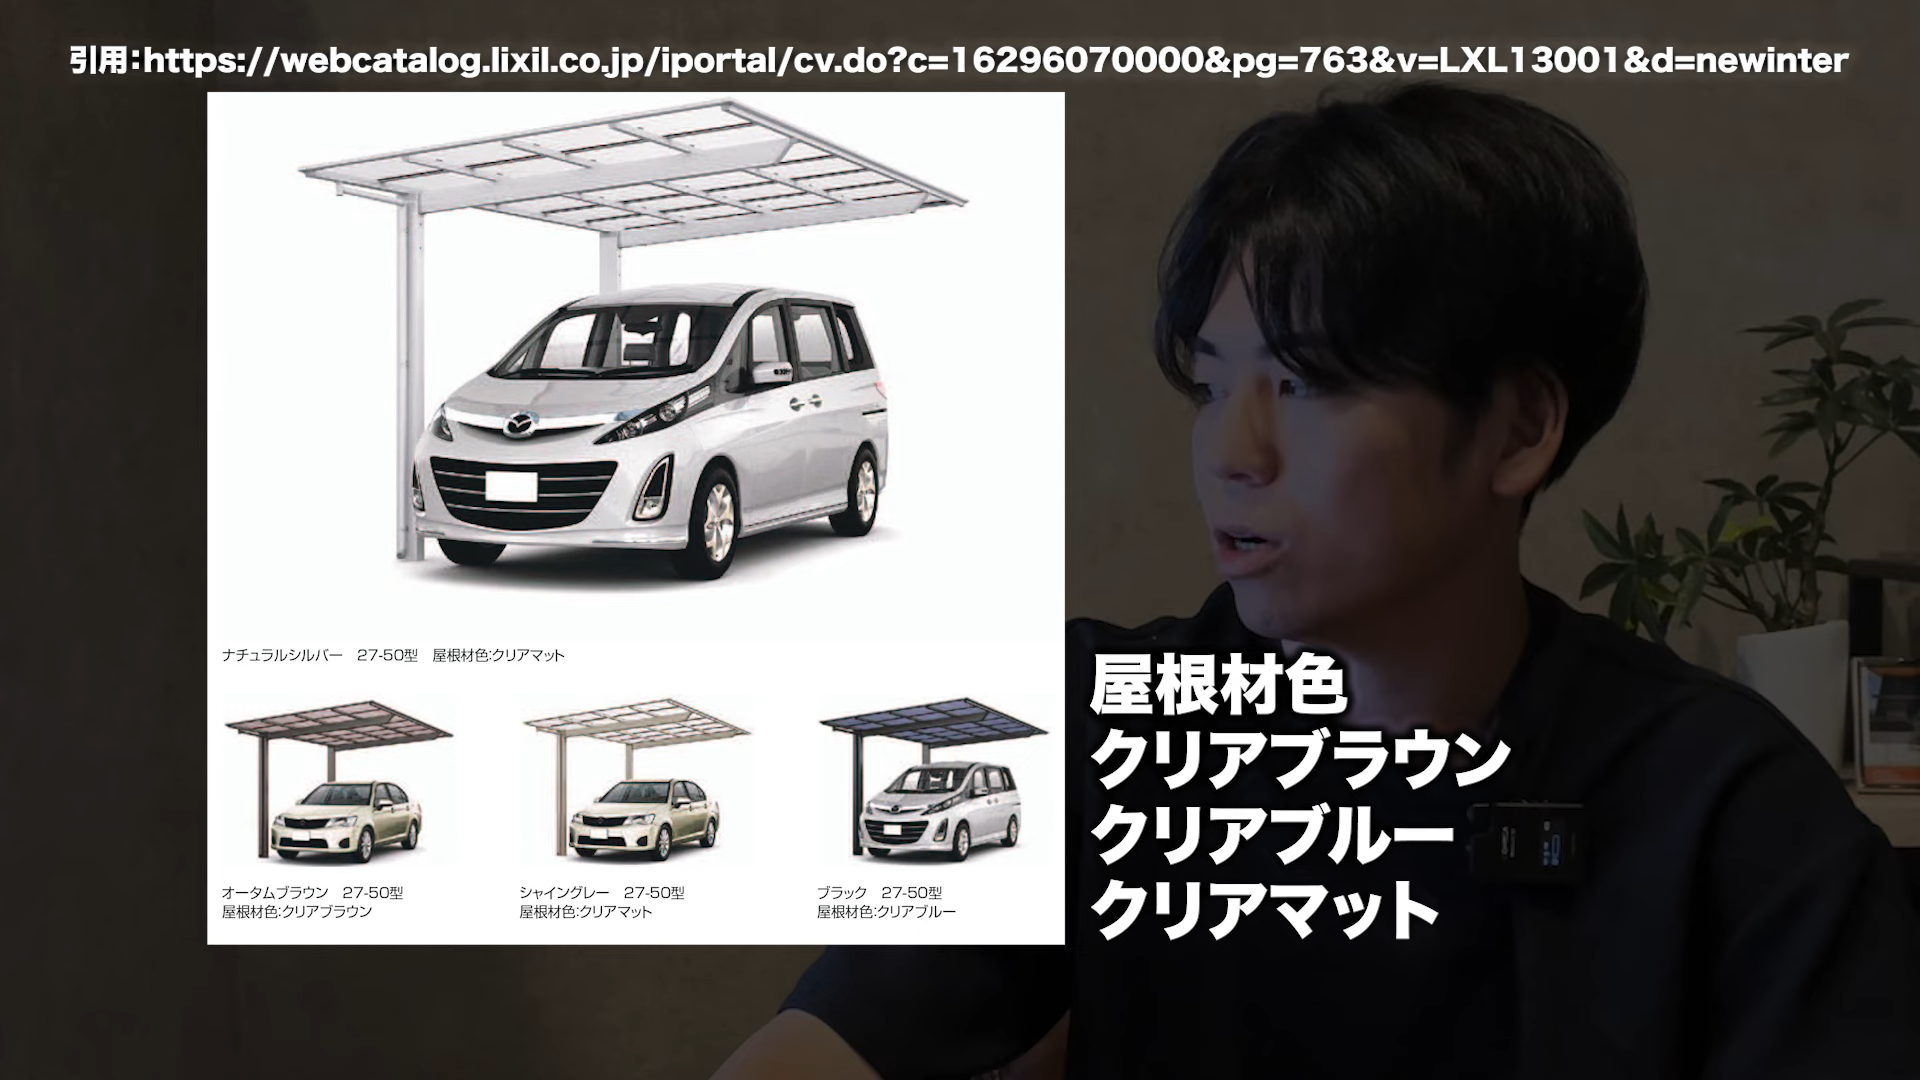 引用:https://webcatalog.lixil.co.jp/iportal/cv.do?c=16296070000&pg=763&v=LXL13001&d=newinter
ナチュラルシルバー 27-50型 屋根材色:クリアマット
オータムブラウン 27-50型
屋根材色:クリアブラウン
シャイングレー 27-50型
屋根材色:クリアマット
ブラック 27-50型
屋根材色:クリアブルー
屋根材色
クリアブラウン
クリアブルー
クリアマット